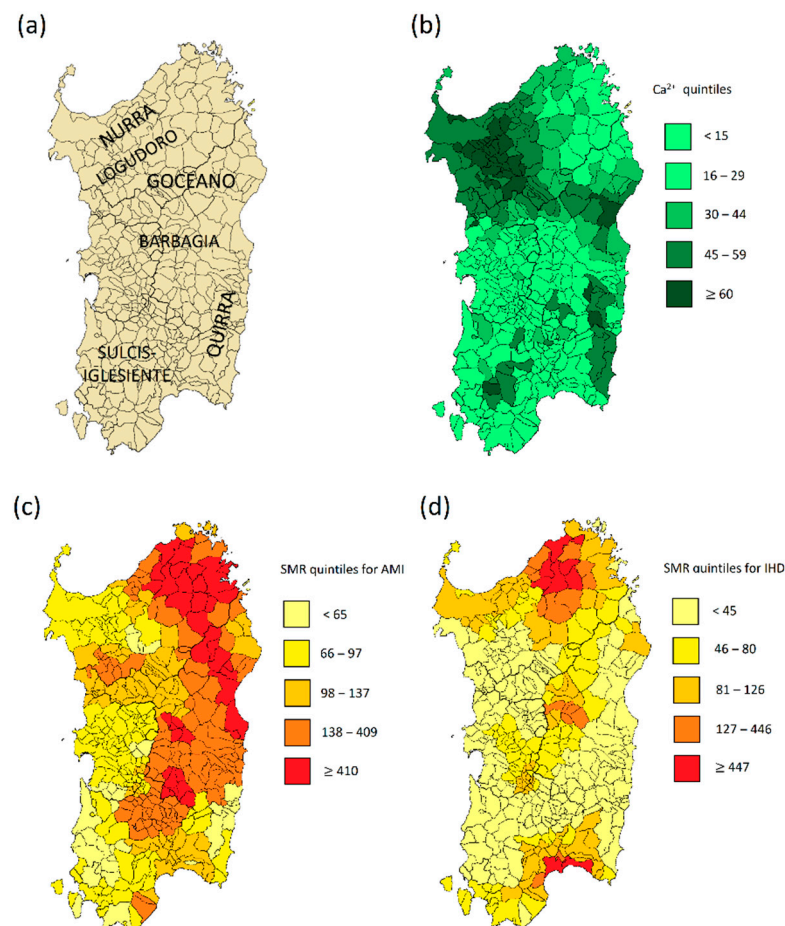 (a)
NURRA
LOGUDORO
GOCEANO
BARBAGIA
QUIRRA
SULCIS-
IGLESIENTE
(b)
Ca²⁺ quintiles
< 15
16 – 29
30 – 44
45 – 59
≥ 60
(c)
SMR quintiles for AMI
< 65
66 – 97
98 – 137
138 – 409
≥ 410
(d)
SMR quintiles for IHD
< 45
46 – 80
81 – 126
127 – 446
≥ 447